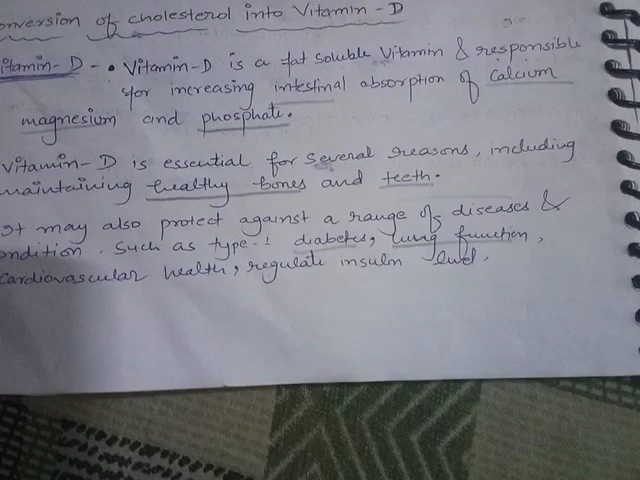 onversion of cholesterol into Vitamin-D
itamin-D - • Vitamin-D is a fat soluble Vitamin & responsible
for increasing intestinal absorption of Calcium
magnesium and phosphate.
Vitamin-D is essential for several reasons, including
maintaining healthy bones and teeth.
It may also protect against a range of diseases &
ondition. Such as type-1 diabetes, lung function,
Cardiovascular health, regulate insulin level.